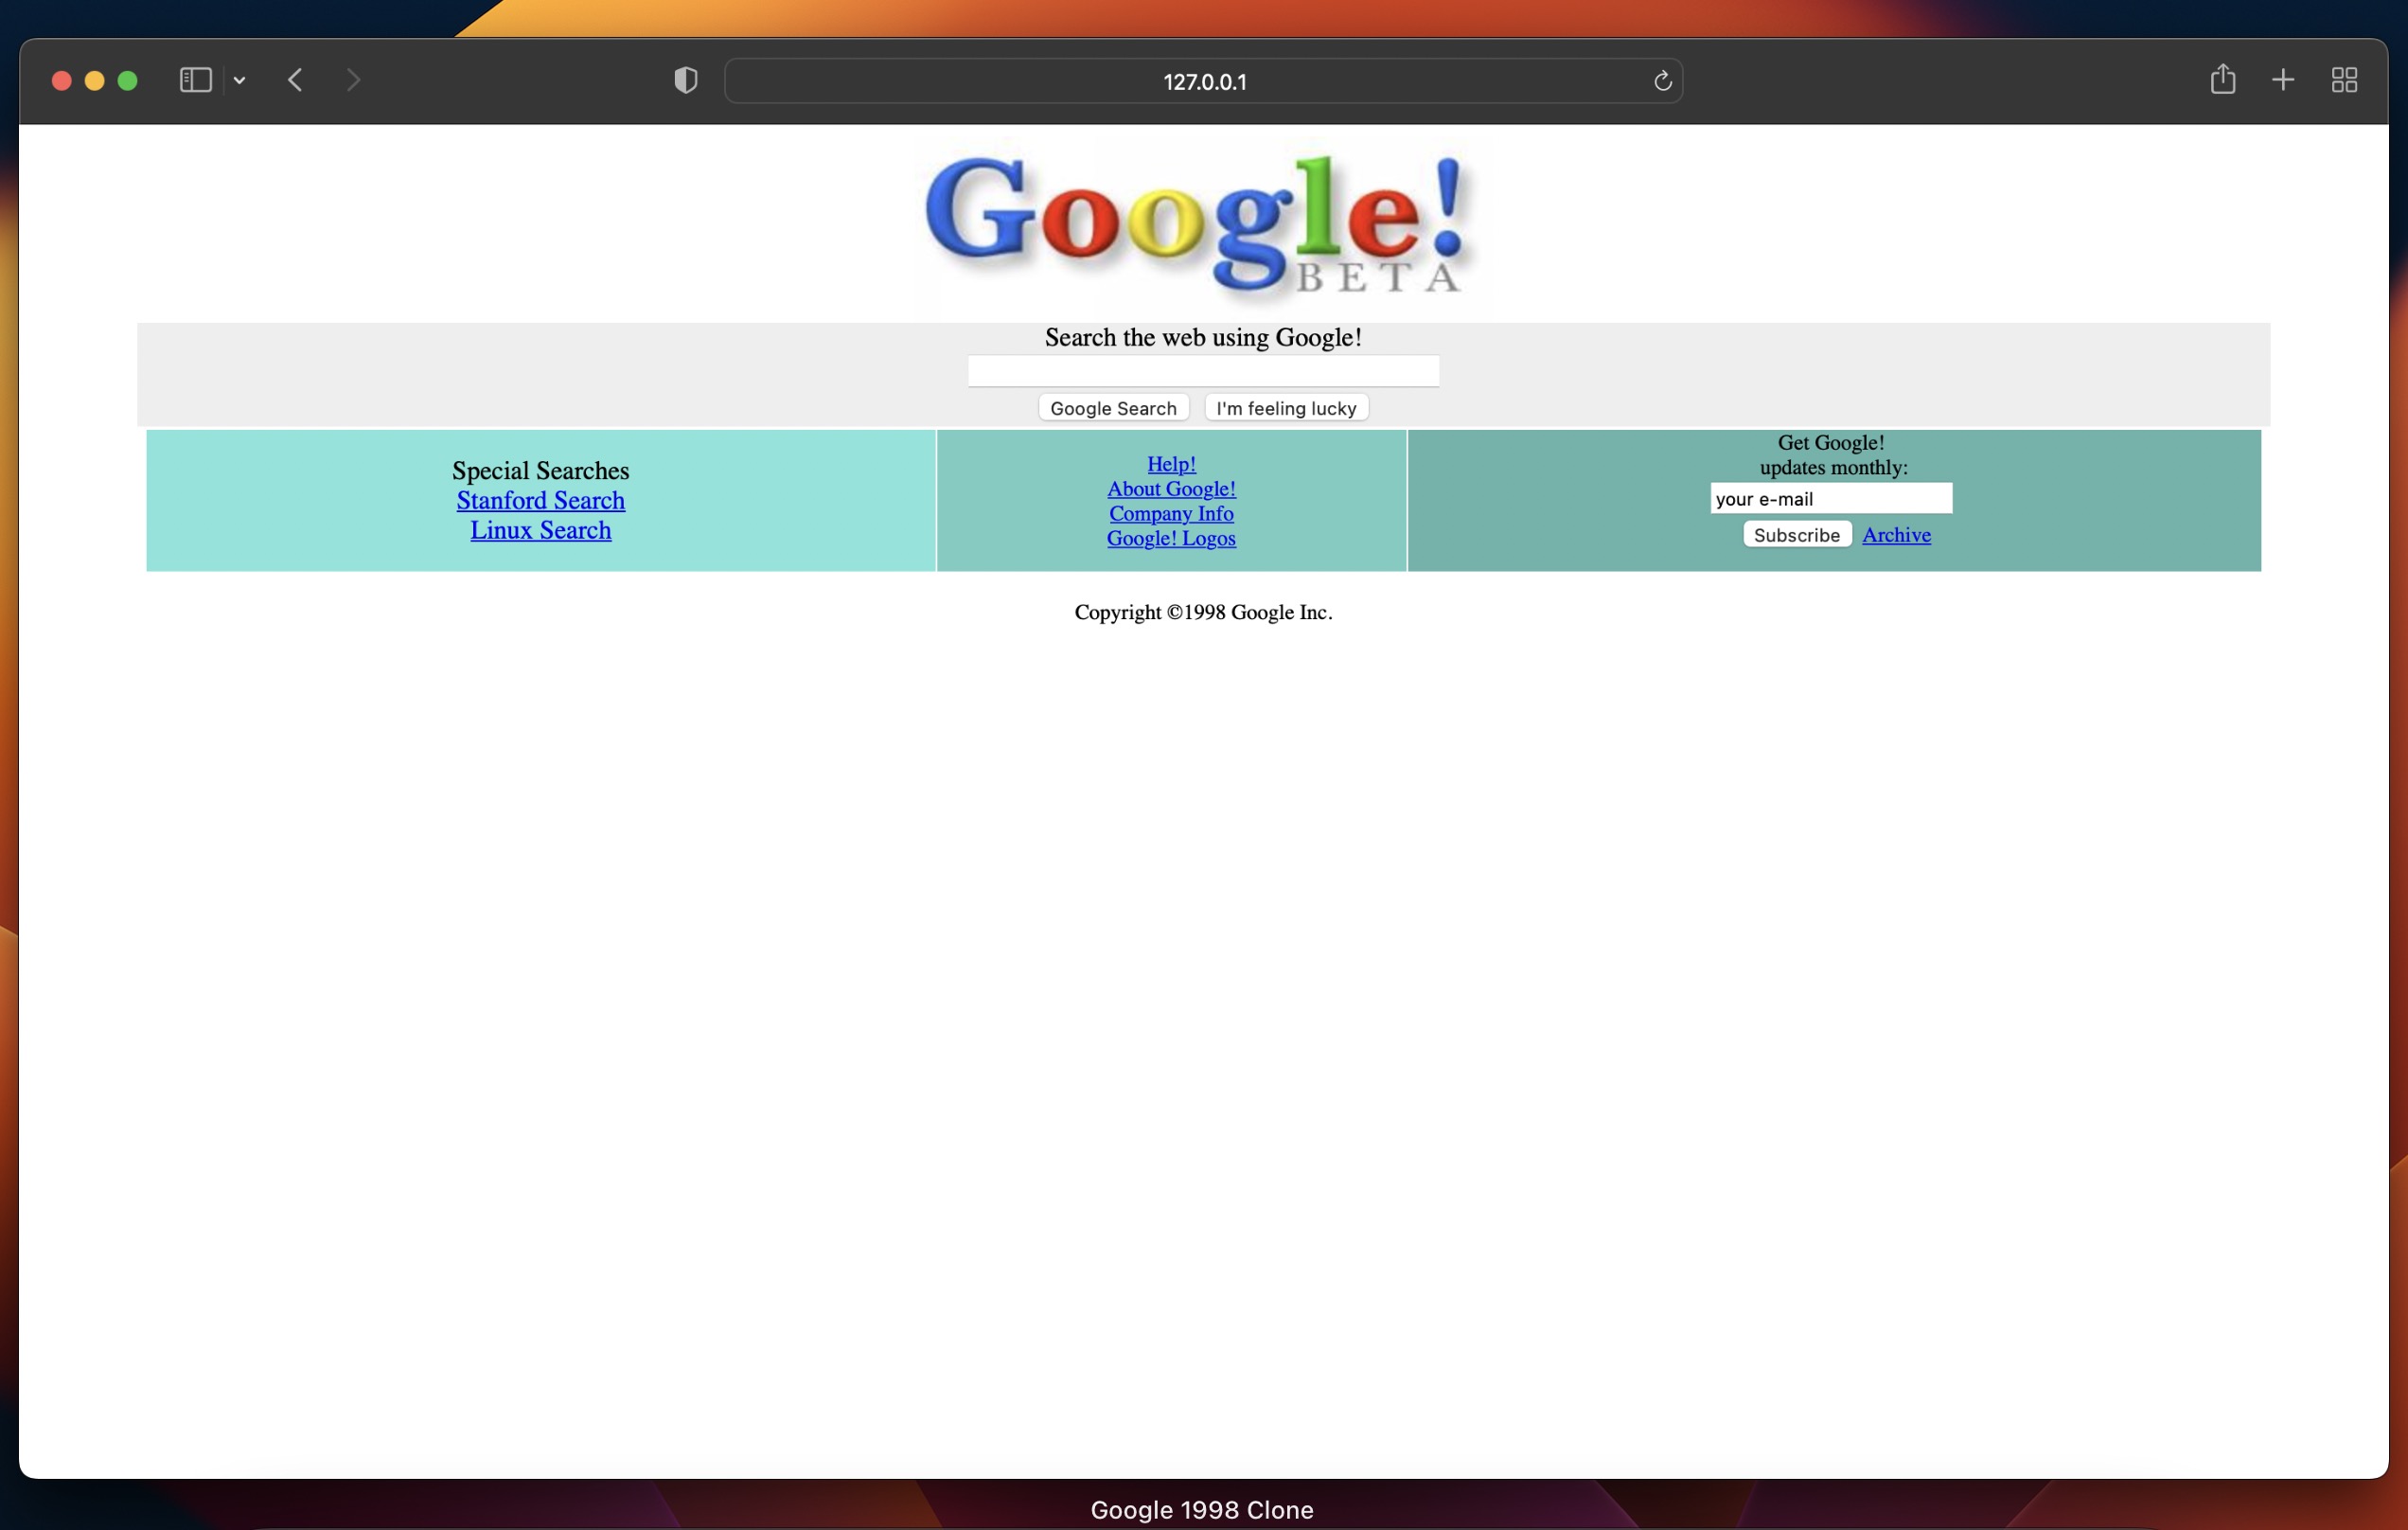 127.0.0.1
Google!
BETA
Search the web using Google!
Google Search I'm feeling lucky
Special Searches
Stanford Search
Linux Search
Help!
About Google!
Company Info
Google! Logos
Get Google!
updates monthly:
your e-mail
Subscribe Archive
Copyright ©1998 Google Inc.
Google 1998 Clone